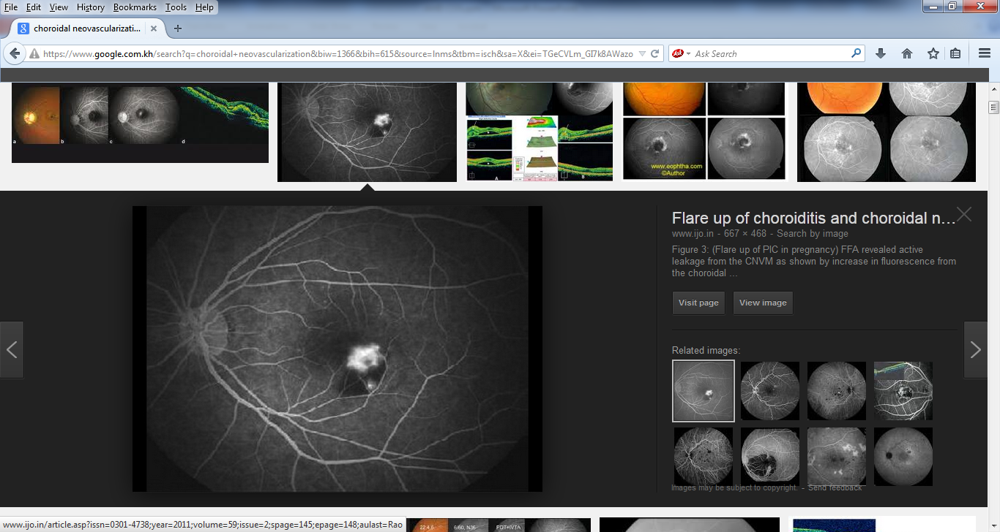 File Edit View History Bookmarks Tools Help
choroidal neovascularizati...
https://www.google.com.kh/search?q=choroidal+neovascularization&biw=1366&bih=615&source=lnms&tbm=isch&sa=X&ei=TGeCVLm_GI7k8AWazo
Ask Ask Search
a b c d
A B
www.eophtha.com
©Author
Flare up of choroiditis and choroidal n...
www.ijo.in - 667 × 468 - Search by image
Figure 3: (Flare up of PIC in pregnancy) FFA revealed active
leakage from the CNVM as shown by increase in fluorescence from
the choroidal ...
Visit page View image
Related images:
Images may be subject to copyright. - Send feedback
www.ijo.in/article.asp?issn=0301-4738;year=2011;volume=59;issue=2;spage=145;epage=148;aulast=Rao
22.4.5 6/60, N36 PDT+IVTA